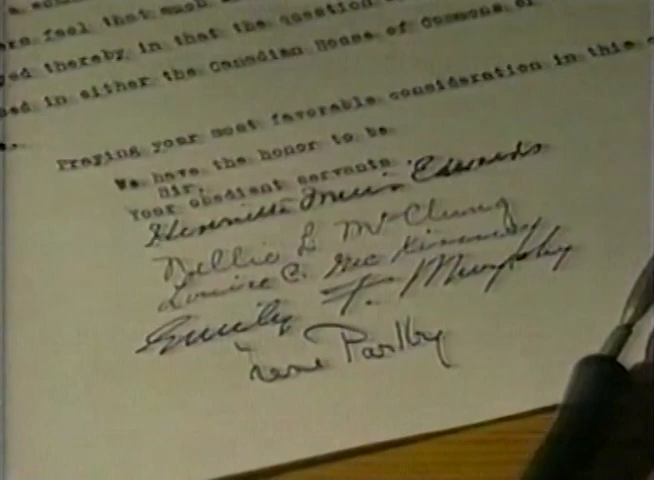 feel that much
thereby in that the question
in either the Canadian House of Commons or
Praying your most favorable consideration in this
We have the honor to be
Sir,
Your obedient servants.
Henrietta Muir Edwards
Nellie L McClung
Louise C. McKinney
Emily F. Murphy
Irene Parlby